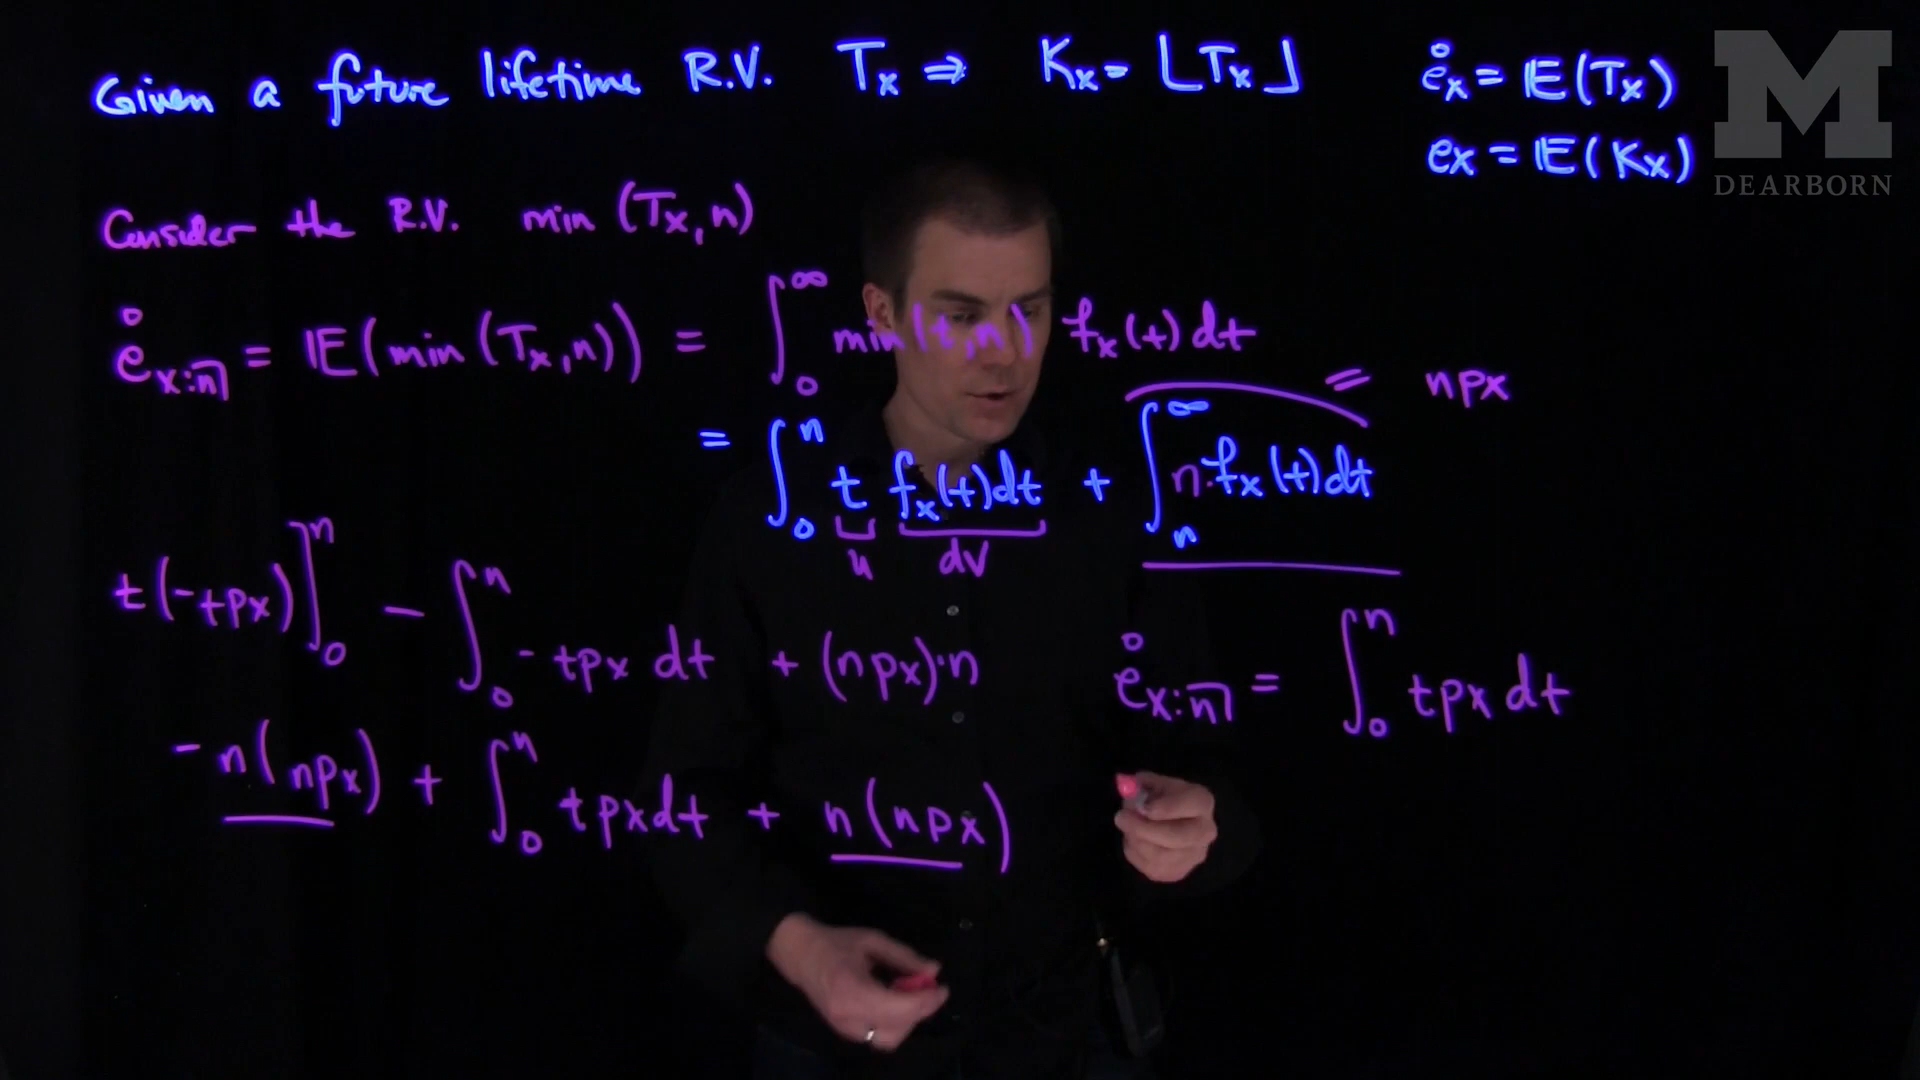 Given a future lifetime R.V. Tx ⇒ Kx = ⌊Tx⌋
e̊x = E(Tx)
ex = E(Kx)
M
DEARBORN
Consider the R.V. min (Tx, n)
e̊x:n̅| = E(min (Tx, n)) = ∫₀^∞ min (t, n) fx(t) dt
= ∫₀ⁿ t fx(t)dt + ∫ₙ^∞ n·fx(t)dt = npx
u dv
t(-tpx)]₀ⁿ - ∫₀ⁿ - tpx dt + (npx)·n
e̊x:n̅| = ∫₀ⁿ tpx dt
- n(npx) + ∫₀ⁿ tpxdt + n(npx)